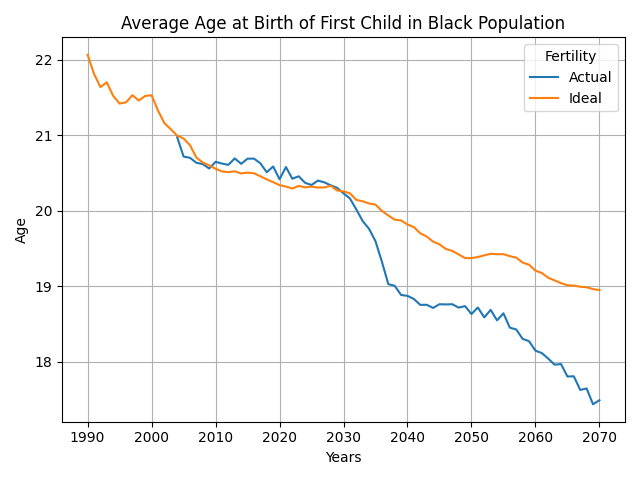 Average Age at Birth of First Child in Black Population
Fertility
Actual
Ideal
Age
22
21
20
19
18
1990 2000 2010 2020 2030 2040 2050 2060 2070
Years